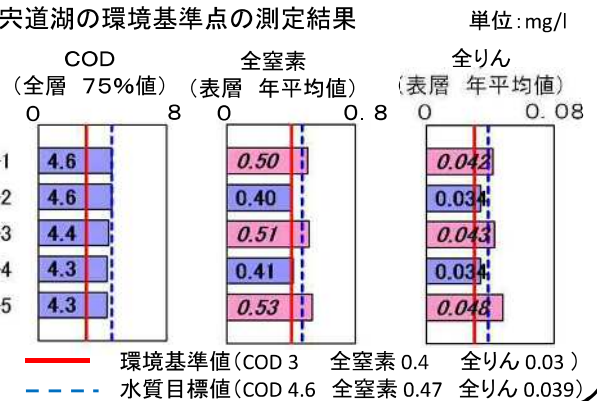 宍道湖の環境基準点の測定結果 単位:mg/l
COD 全窒素 全りん
(全層 75%値) (表層 年平均値) (表層 年平均値)
0 8 0 0.8 0 0.08
-1 4.6 0.50 0.042
-2 4.6 0.40 0.034
-3 4.4 0.51 0.043
-4 4.3 0.41 0.034
-5 4.3 0.53 0.048
環境基準値(COD 3 全窒素 0.4 全りん 0.03 )
水質目標値(COD 4.6 全窒素 0.47 全りん 0.039)